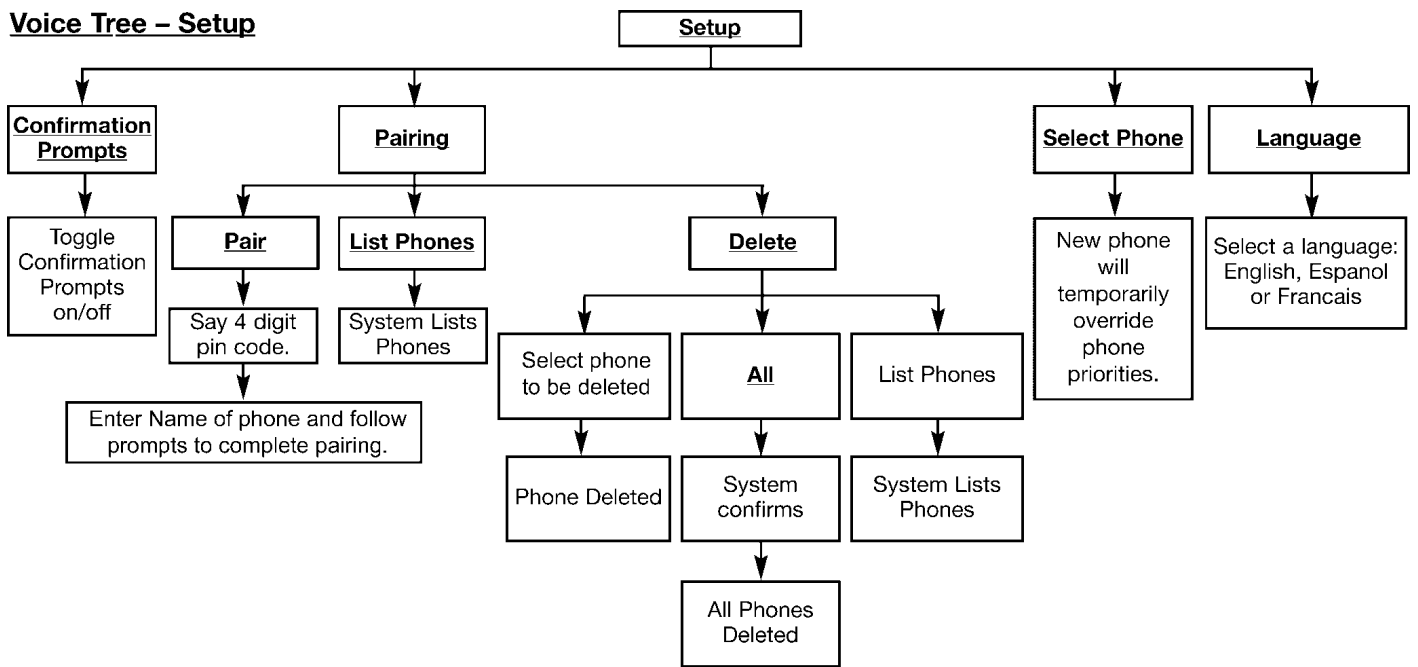 Voice Tree – Setup
Setup
Confirmation
Prompts
Pairing
Select Phone
Language
Toggle
Confirmation
Prompts
on/off
Pair
List Phones
Delete
New phone
will
temporarily
override
phone
priorities.
Select a language:
English, Espanol
or Francais
Say 4 digit
pin code.
System Lists
Phones
Select phone
to be deleted
All
List Phones
Enter Name of phone and follow
prompts to complete pairing.
Phone Deleted
System
confirms
System Lists
Phones
All Phones
Deleted